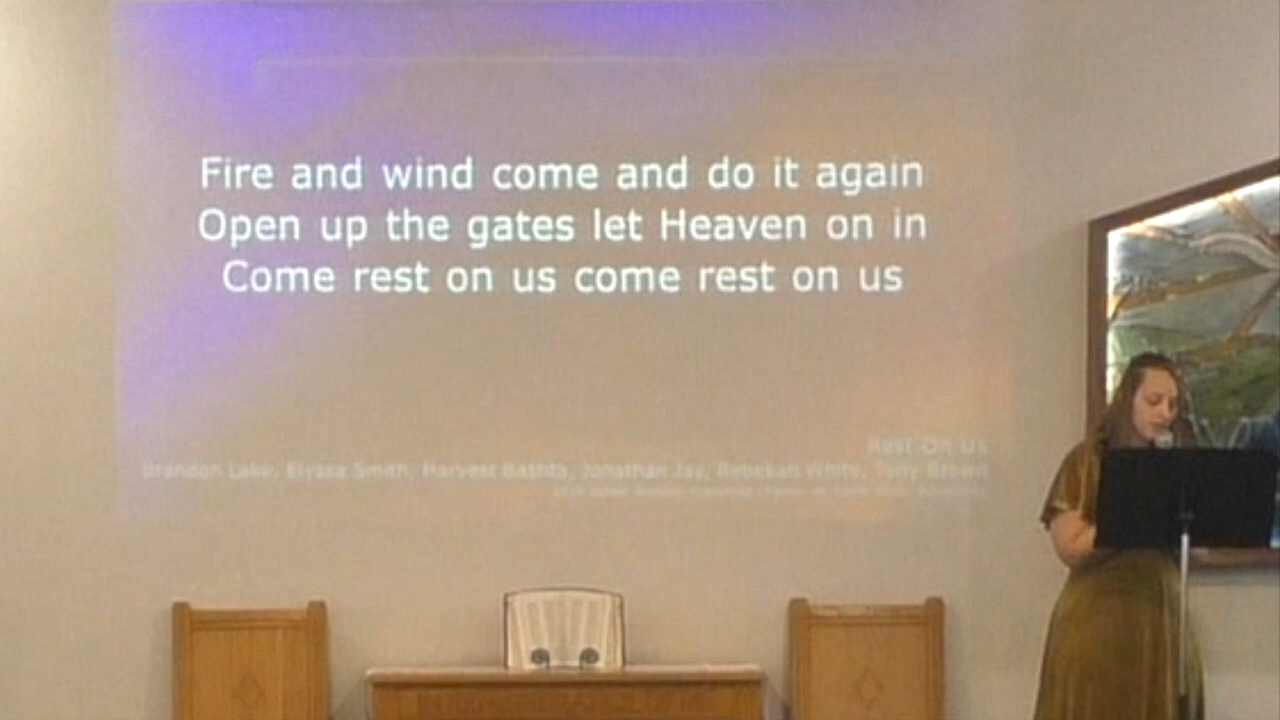 Fire and wind come and do it again
Open up the gates let Heaven on in
Come rest on us come rest on us
Rest On Us
Brandon Lake, Elyssa Smith, Harvest Bashta, Jonathan Jay, Rebekah White, Tony Brown